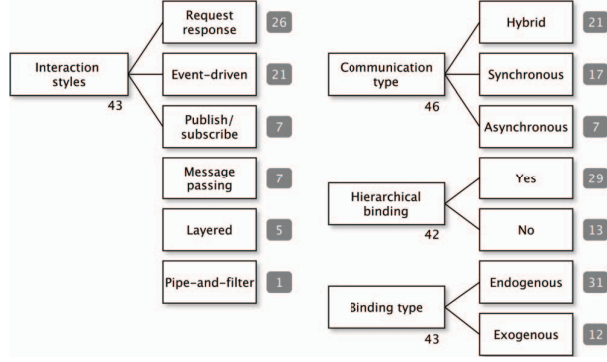 Request
response
26
Interaction
styles
43
Event-driven
21
Publish/
subscribe
7
Message
passing
7
Layered
5
Pipe-and-filter
1
Communication
type
46
Hybrid
21
Synchronous
17
Asynchronous
7
Hierarchical
binding
42
Yes
29
No
13
Binding type
43
Endogenous
31
Exogenous
12